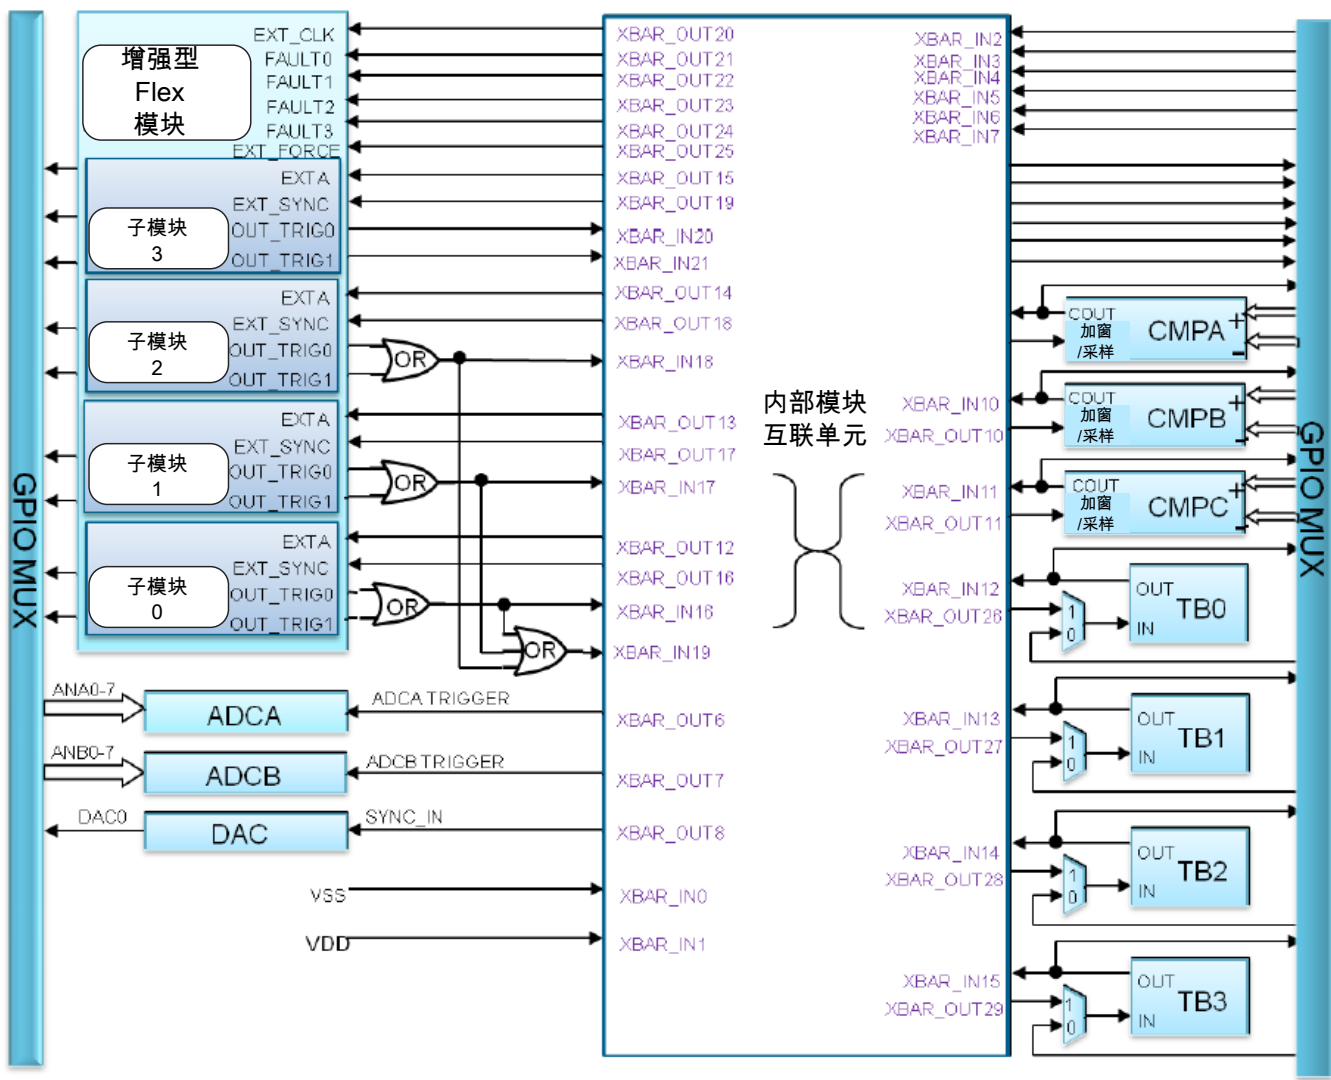 GPIO MUX
增强型
Flex
模块
EXT_CLK
FAULT0
FAULT1
FAULT2
FAULT3
EXT_FORCE
子模块
3
EXTA
EXT_SYNC
OUT_TRIG0
OUT_TRIG1
子模块
2
EXTA
EXT_SYNC
OUT_TRIG0
OUT_TRIG1
OR
子模块
1
EXTA
EXT_SYNC
OUT_TRIG0
OUT_TRIG1
OR
子模块
0
EXTA
EXT_SYNC
OUT_TRIG0
OUT_TRIG1
OR
OR
ANA0-7
ADCA
ADCA TRIGGER
ANB0-7
ADCB
ADCB TRIGGER
DAC0
DAC
SYNC_IN
VSS
VDD
XBAR_OUT20
XBAR_OUT21
XBAR_OUT22
XBAR_OUT23
XBAR_OUT24
XBAR_OUT25
XBAR_OUT15
XBAR_OUT19
XBAR_IN20
XBAR_IN21
XBAR_OUT14
XBAR_OUT18
XBAR_IN18
XBAR_OUT13
XBAR_OUT17
XBAR_IN17
XBAR_OUT12
XBAR_OUT16
XBAR_IN16
XBAR_IN19
XBAR_OUT6
XBAR_OUT7
XBAR_OUT8
XBAR_IN0
XBAR_IN1
内部模块
互联单元
XBAR_IN2
XBAR_IN3
XBAR_IN4
XBAR_IN5
XBAR_IN6
XBAR_IN7
XBAR_IN10
XBAR_OUT10
XBAR_IN11
XBAR_OUT11
XBAR_IN12
XBAR_OUT26
XBAR_IN13
XBAR_OUT27
XBAR_IN14
XBAR_OUT28
XBAR_IN15
XBAR_OUT29
COUT
加窗
/采样
CMPA
+
-
COUT
加窗
/采样
CMPB
+
-
COUT
加窗
/采样
CMPC
+
-
1
0
OUT
TB0
IN
1
0
OUT
TB1
IN
1
0
OUT
TB2
IN
1
0
OUT
TB3
IN
GPIO MUX